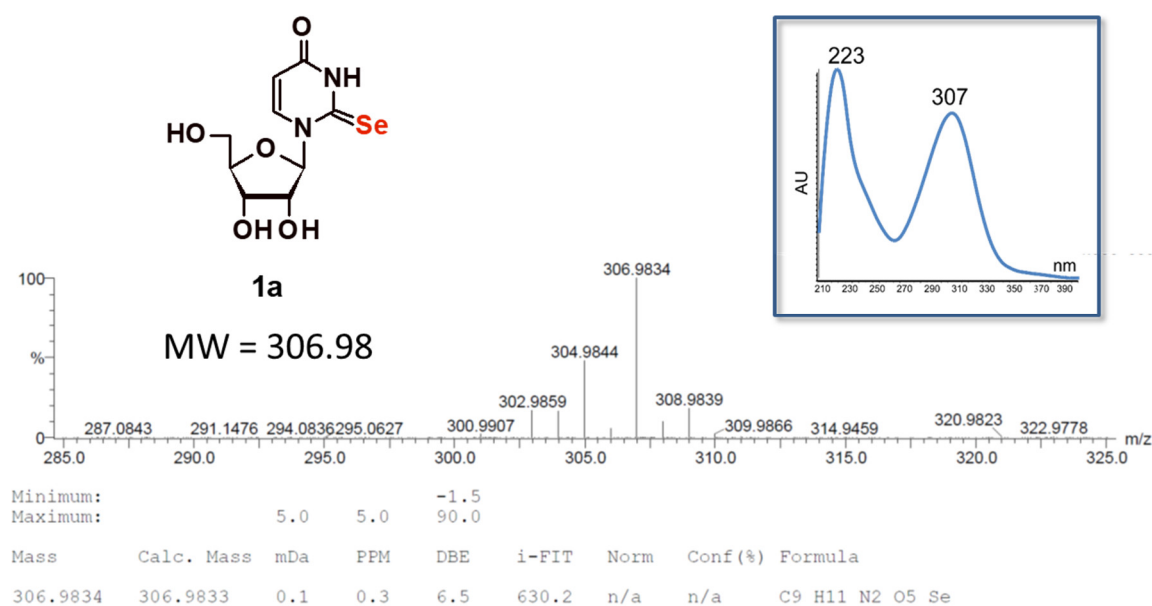 O
NH
N
Se
HO
O
OH OH
1a
MW = 306.98
223
307
AU
nm
210 230 250 270 290 310 330 350 370 390
100
%
0
306.9834
304.9844
302.9859
308.9839
287.0843 291.1476 294.0836 295.0627 300.9907 309.9866 314.9459 320.9823 322.9778
m/z
285.0 290.0 295.0 300.0 305.0 310.0 315.0 320.0 325.0
Minimum: -1.5
Maximum: 5.0 5.0 90.0
Mass Calc. Mass mDa PPM DBE i-FIT Norm Conf(%) Formula
306.9834 306.9833 0.1 0.3 6.5 630.2 n/a n/a C9 H11 N2 O5 Se